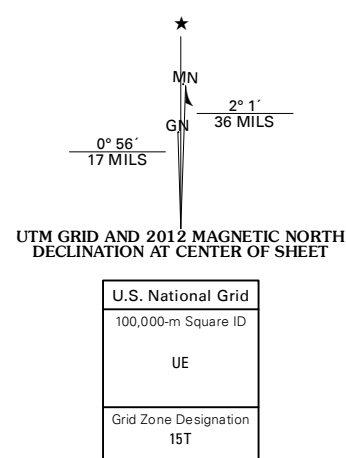 ★
MN
GN
0° 56´
17 MILS
2° 1´
36 MILS
UTM GRID AND 2012 MAGNETIC NORTH
DECLINATION AT CENTER OF SHEET
U.S. National Grid
100,000-m Square ID
UE
Grid Zone Designation
15T